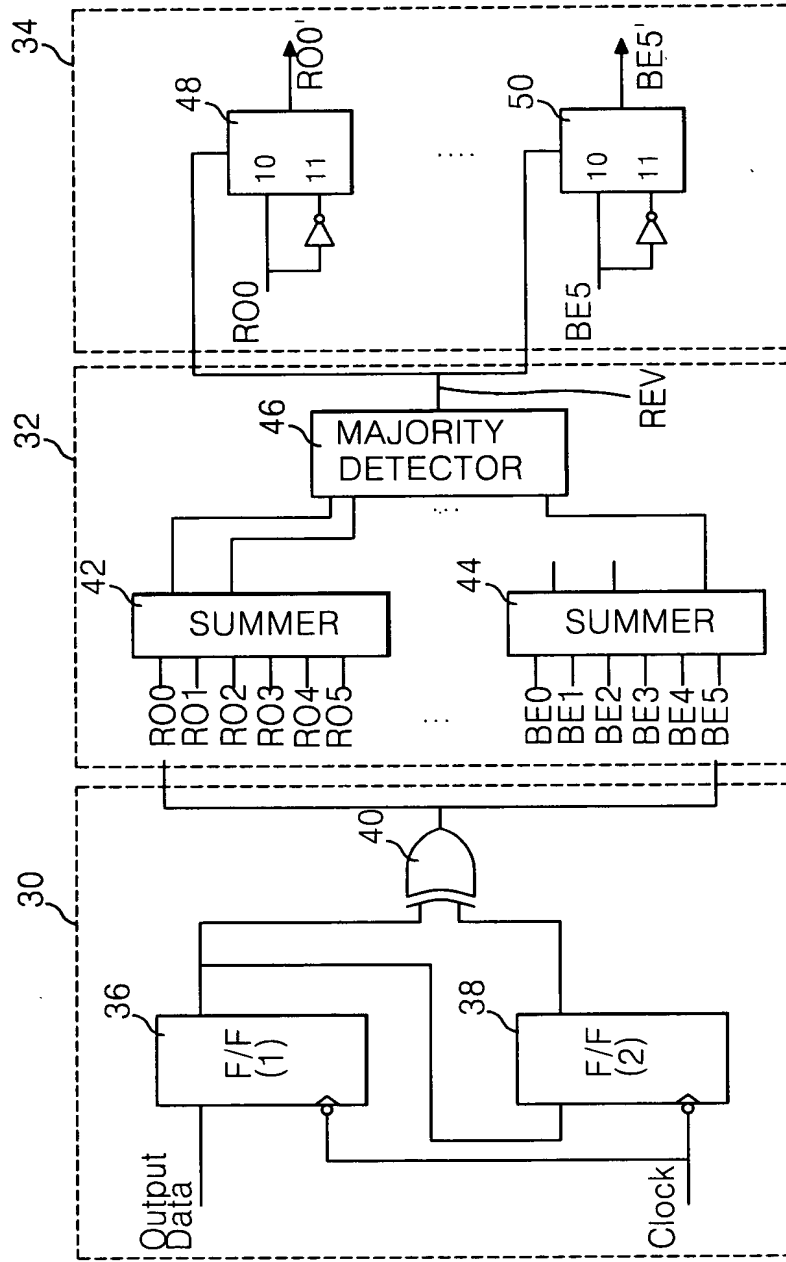 30
Output
Data
Clock
36
F/F
(1)
38
F/F
(2)
40
32
RO0
RO1
RO2
RO3
RO4
RO5
42
SUMMER
....
BE0
BE1
BE2
BE3
BE4
BE5
44
SUMMER
46
MAJORITY
DETECTOR
....
REV
34
RO0
48
10
11
RO0'
....
BE5
50
10
11
BE5'